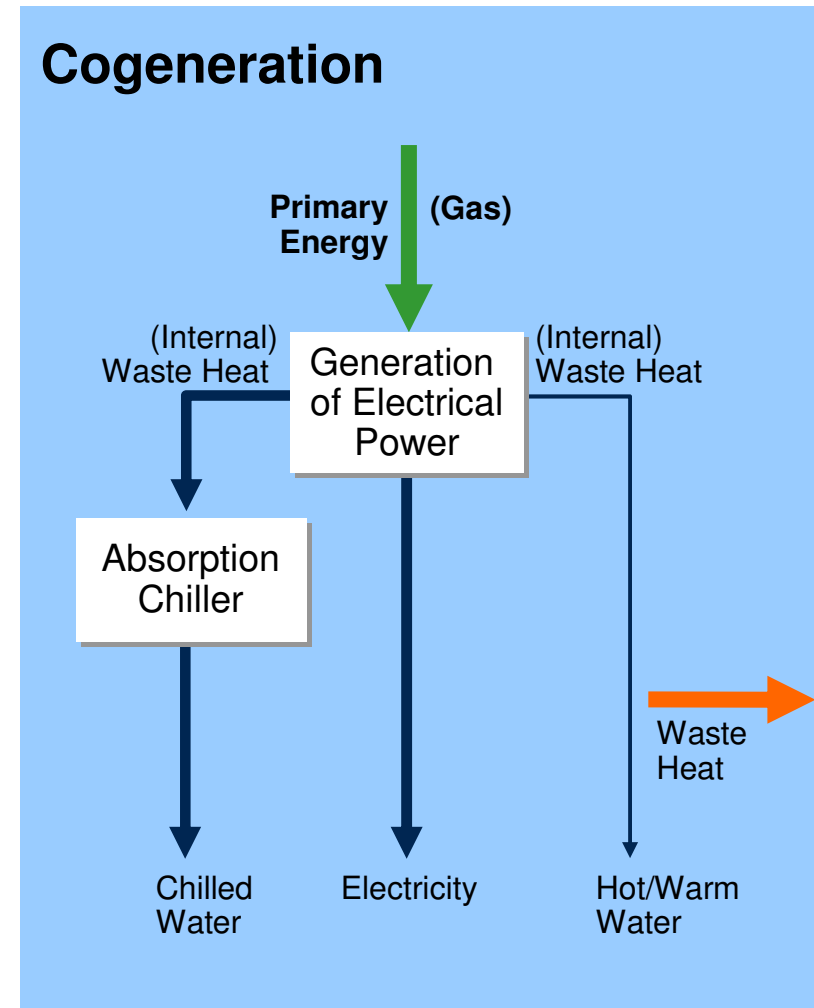 Cogeneration
Primary (Gas)
Energy
(Internal)
Waste Heat
Generation
of Electrical
Power
(Internal)
Waste Heat
Absorption
Chiller
Waste
Heat
Chilled
Water
Electricity
Hot/Warm
Water